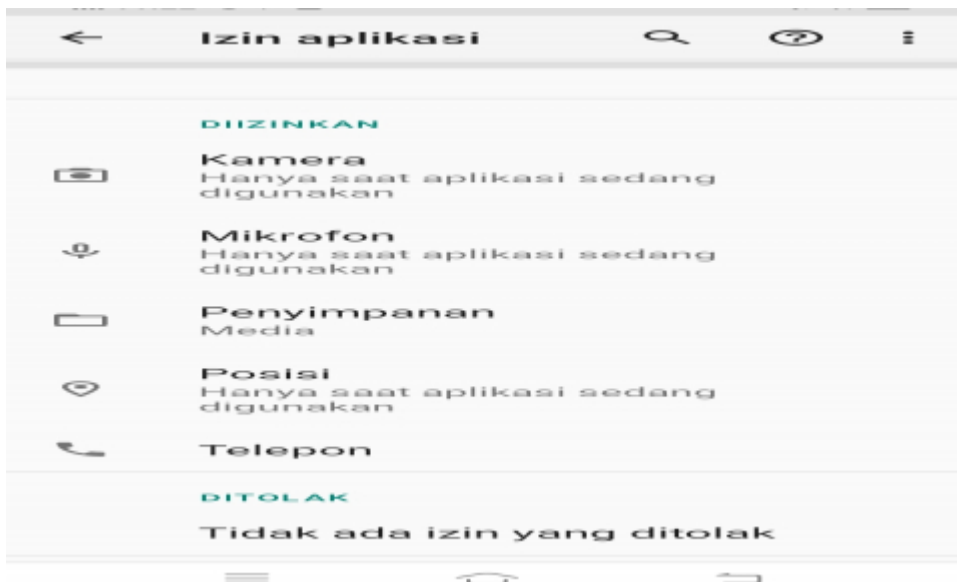 Izin aplikasi
DIIZINKAN
Kamera
Hanya saat aplikasi sedang
digunakan
Mikrofon
Hanya saat aplikasi sedang
digunakan
Penyimpanan
Media
Posisi
Hanya saat aplikasi sedang
digunakan
Telepon
DITOLAK
Tidak ada izin yang ditolak